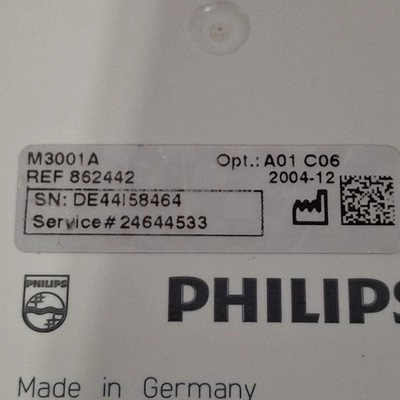 M3001A Opt.: A01 C06
REF 862442 2004-12
SN: DE44158464
Service # 24644533
PHILIPS PHILIPS
Made in Germany